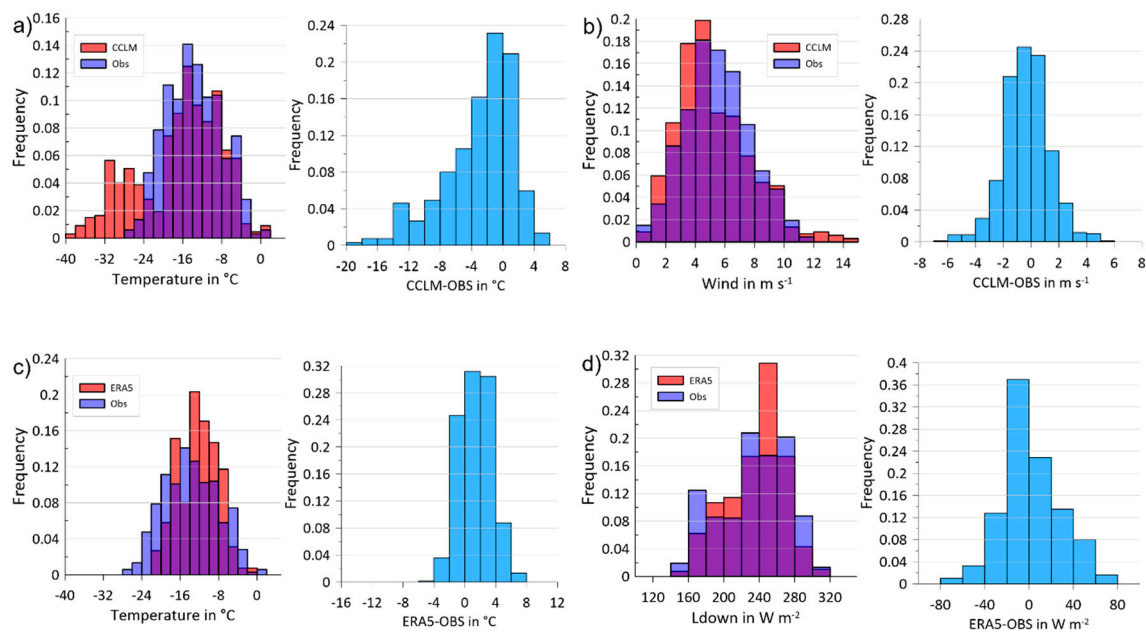 a)
0.16
0.14
0.12
0.1
0.08
0.06
0.04
0.02
0
Frequency
CCLM
Obs
-40 -32 -24 -16 -8 0
Temperature in °C
0.24
0.2
0.16
0.12
0.08
0.04
0
Frequency
-20 -16 -12 -8 -4 0 4 8
CCLM-OBS in °C
b)
0.2
0.18
0.16
0.14
0.12
0.1
0.08
0.06
0.04
0.02
0
Frequency
CCLM
Obs
0 2 4 6 8 10 12 14
Wind in m s⁻¹
0.28
0.24
0.2
0.16
0.12
0.08
0.04
0
Frequency
-8 -6 -4 -2 0 2 4 6 8
CCLM-OBS in m s⁻¹
c)
0.24
0.2
0.16
0.12
0.08
0.04
0
Frequency
ERA5
Obs
-40 -32 -24 -16 -8 0
Temperature in °C
0.32
0.28
0.24
0.2
0.16
0.12
0.08
0.04
0
Frequency
-16 -12 -8 -4 0 4 8 12
ERA5-OBS in °C
d)
0.32
0.28
0.24
0.2
0.16
0.12
0.08
0.04
0
Frequency
ERA5
Obs
120 160 200 240 280 320
Ldown in W m⁻²
0.4
0.36
0.32
0.28
0.24
0.2
0.16
0.12
0.08
0.04
0
Frequency
-80 -40 0 40 80
ERA5-OBS in W m⁻²